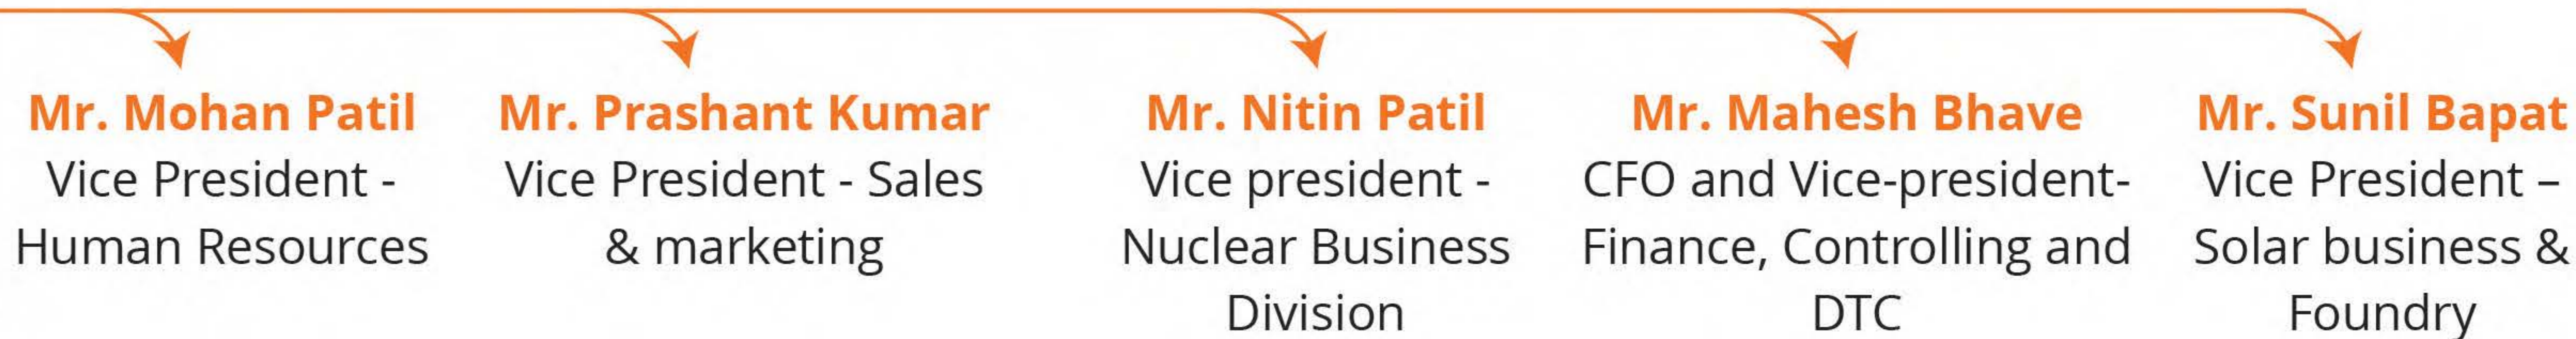 Mr. Mohan Patil
Vice President -
Human Resources
Mr. Prashant Kumar
Vice President - Sales
& marketing
Mr. Nitin Patil
Vice president -
Nuclear Business
Division
Mr. Mahesh Bhave
CFO and Vice-president-
Finance, Controlling and
DTC
Mr. Sunil Bapat
Vice President –
Solar business &
Foundry